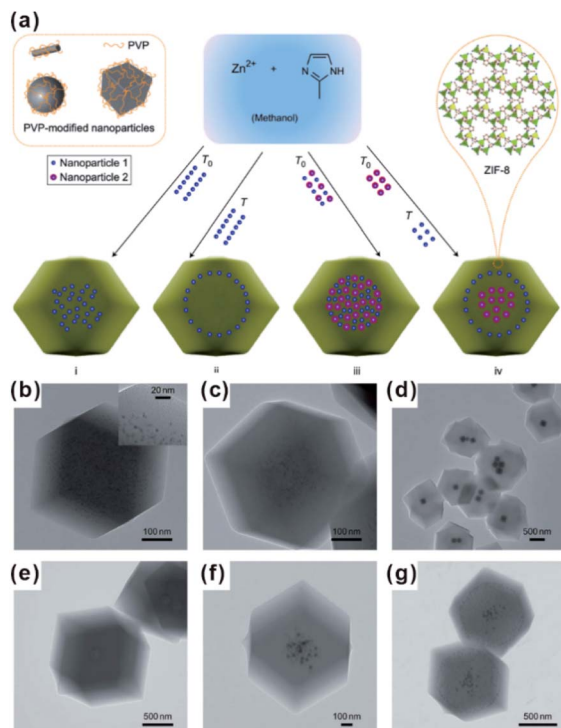 (a)
PVP
PVP-modified nanoparticles
Zn2+ + N NH
(Methanol)
ZIF-8
Nanoparticle 1
Nanoparticle 2
T0
T
T0
T0
T
i ii iii iv
(b)
20 nm
100 nm
(c)
100 nm
(d)
500 nm
(e)
500 nm
(f)
100 nm
(g)
500 nm